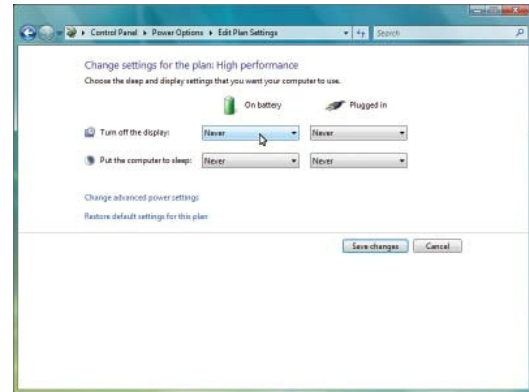 Control Panel Power Options Edit Plan Settings Search
Change settings for the plan: High performance
Choose the sleep and display settings that you want your computer to use.
On battery Plugged in
Turn off the display: Never Never
Put the computer to sleep: Never Never
Change advanced power settings
Restore default settings for this plan
Save changes Cancel